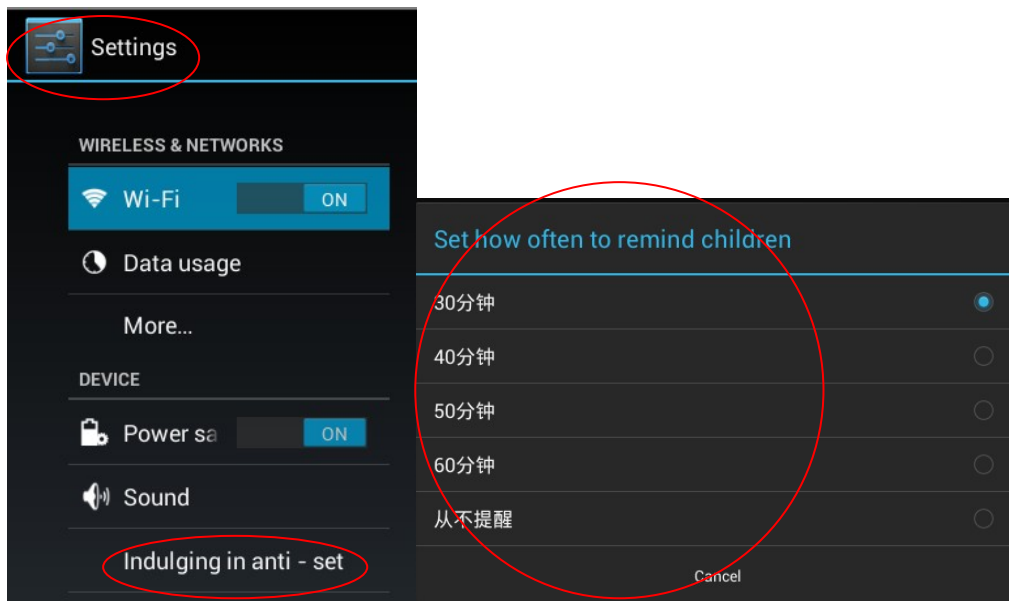 Settings
WIRELESS & NETWORKS
Wi-Fi ON
Data usage
More...
DEVICE
Power sa ON
Sound
Indulging in anti - set
Set how often to remind children
30分钟
40分钟
50分钟
60分钟
从不提醒
Cancel